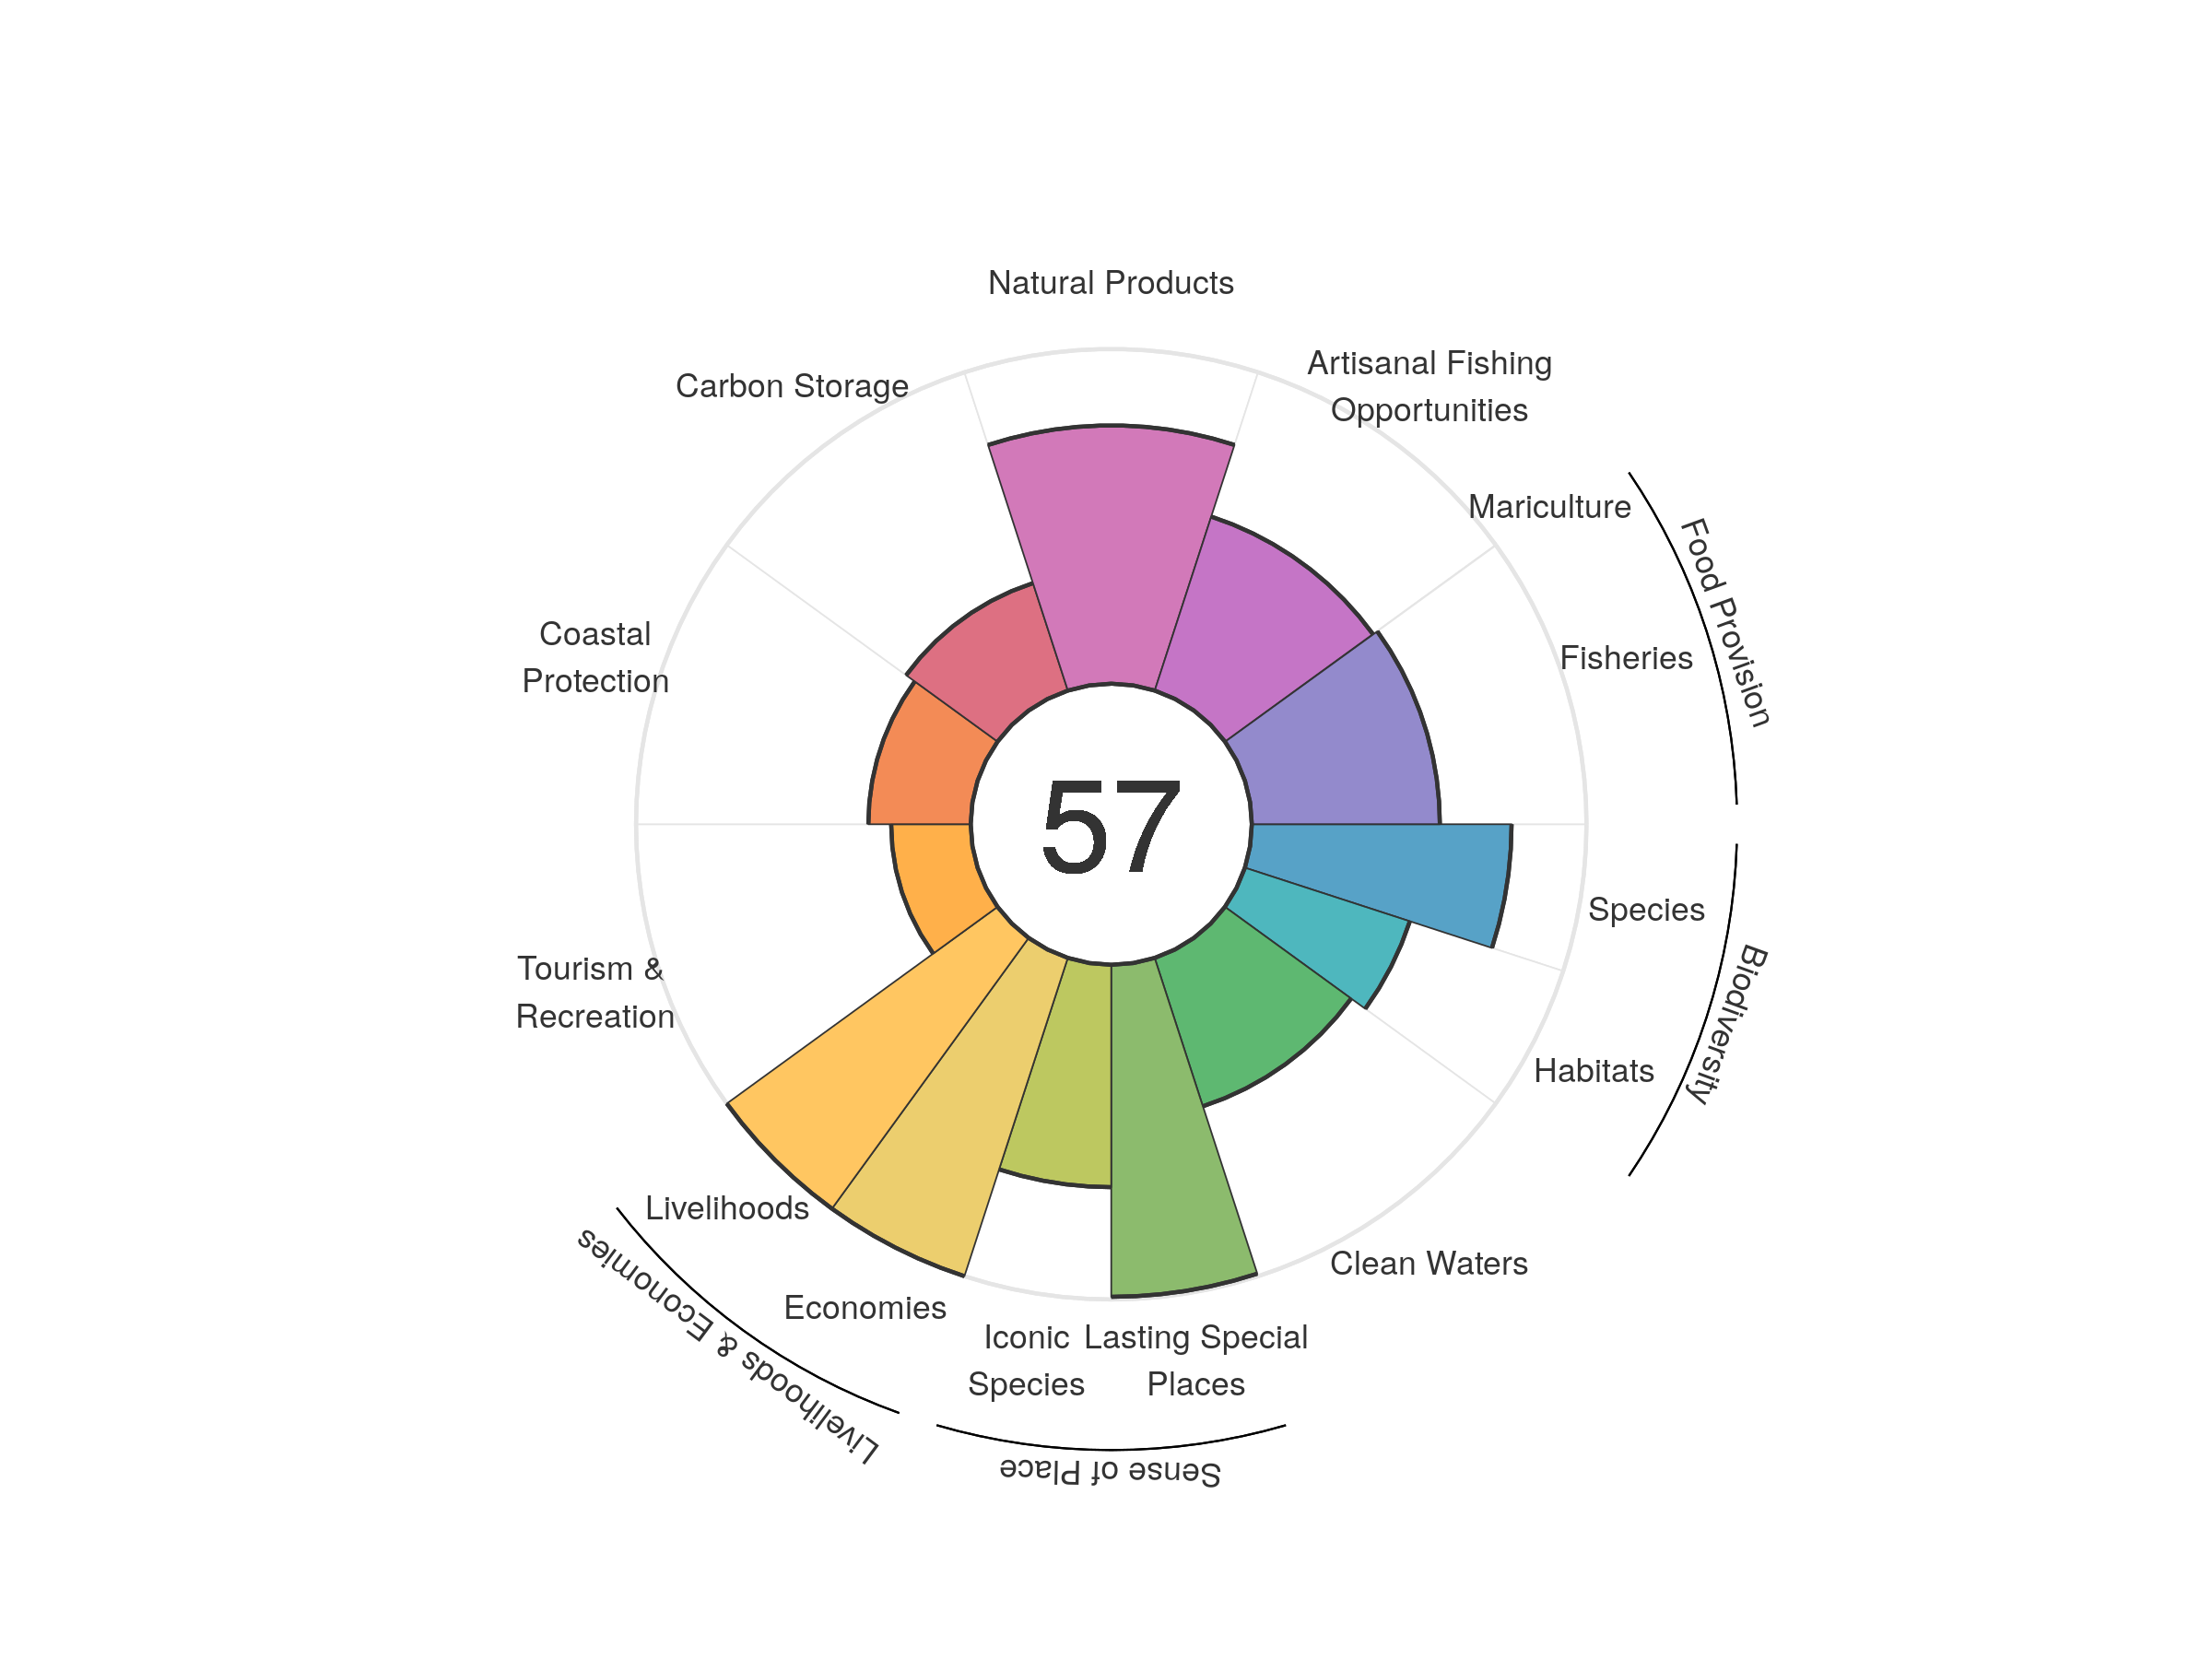 Natural Products
Artisanal Fishing
Opportunities
Carbon Storage
Mariculture
Food Provision
Fisheries
Coastal
Protection
57
Species
Biodiversity
Tourism &
Recreation
Habitats
Livelihoods
Clean Waters
Livelihoods & Economies
Economies
Iconic
Species
Lasting Special
Places
Sense of Place